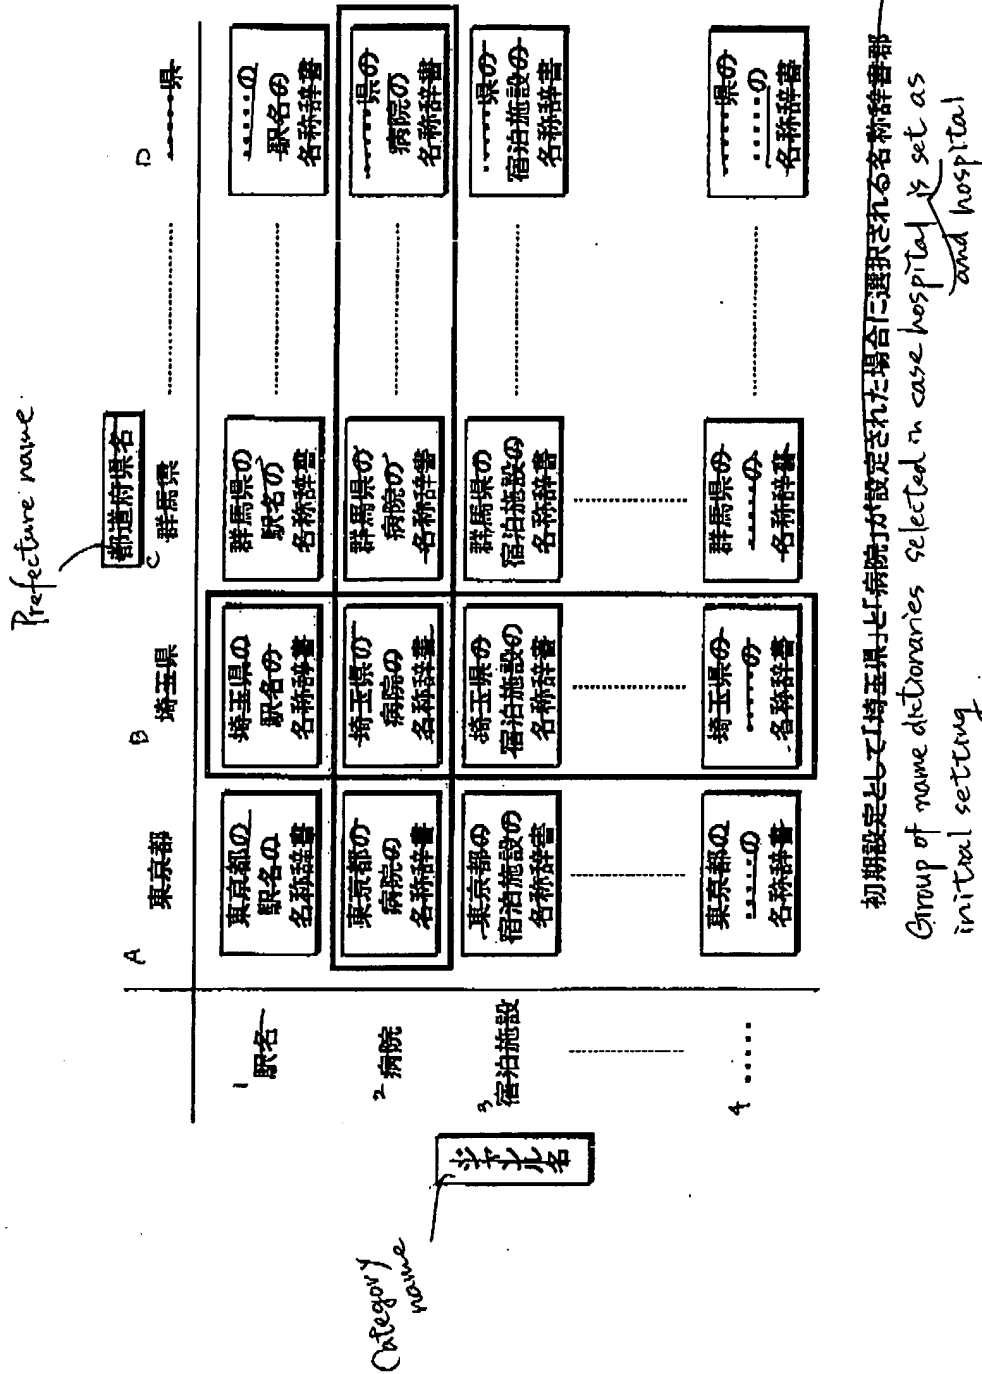 Prefecture name
都道府県名
A B C D
東京都 埼玉県 群馬県 ‥‥‥県
1
駅名
東京都の
駅名の
名称辞書
埼玉県の
駅名の
名称辞書
群馬県の
駅名の
名称辞書
‥‥‥の
駅名の
名称辞書
2
病院
東京都の
病院の
名称辞書
埼玉県の
病院の
名称辞書
群馬県の
病院の
名称辞書
‥‥‥県の
病院の
名称辞書
Category
name
ジャンル名
3
宿泊施設
東京都の
宿泊施設の
名称辞書
埼玉県の
宿泊施設の
名称辞書
群馬県の
宿泊施設の
名称辞書
‥‥‥県の
宿泊施設の
名称辞書
4
‥‥‥
東京都の
‥‥‥の
名称辞書
埼玉県の
‥‥‥の
名称辞書
群馬県の
‥‥‥の
名称辞書
‥‥‥県の
‥‥‥の
名称辞書
初期設定として「埼玉県」と「病院」が設定された場合に選択される名称辞書郡
Group of name dictionaries selected in case hospital is set as
initial setting.
and hospital